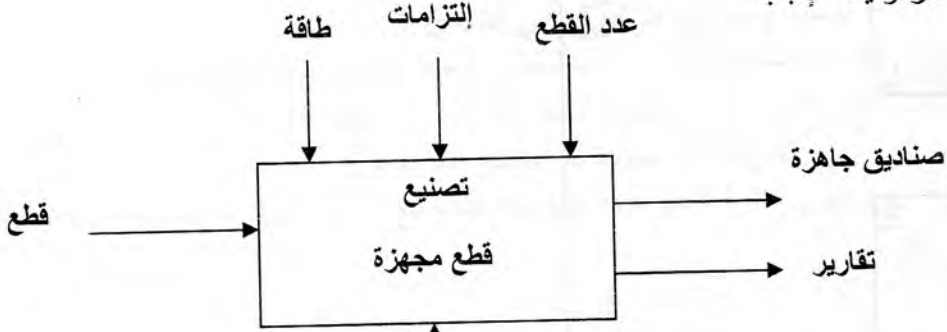 طاقة
إلتزامات
عدد القطع
صناديق جاهزة
تصنيع
قطع
قطع مجهزة
تقارير